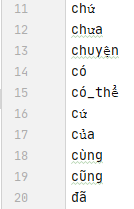 11 chứ
12 chưa
13 chuyện
14 có
15 có_thể
16 cứ
17 của
18 cùng
19 cũng
20 đã